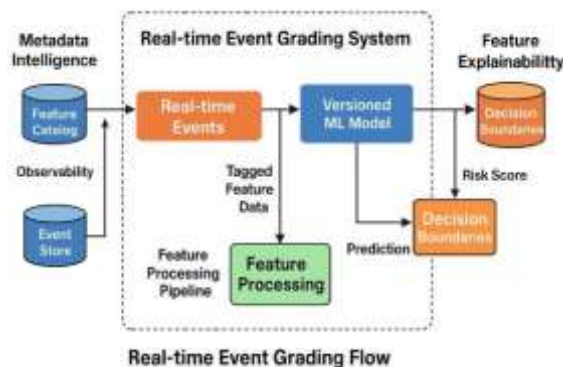 Metadata
Intelligence
Real-time Event Grading System
Feature
Explainabilitty
Feature
Catalog
Real-time
Events
Versioned
ML Model
Decision
Boundaries
Observability
Tagged
Feature
Data
Risk Score
Event
Store
Feature
Processing
Pipeline
Feature
Processing
Prediction
Decision
Boundaries
Real-time Event Grading Flow